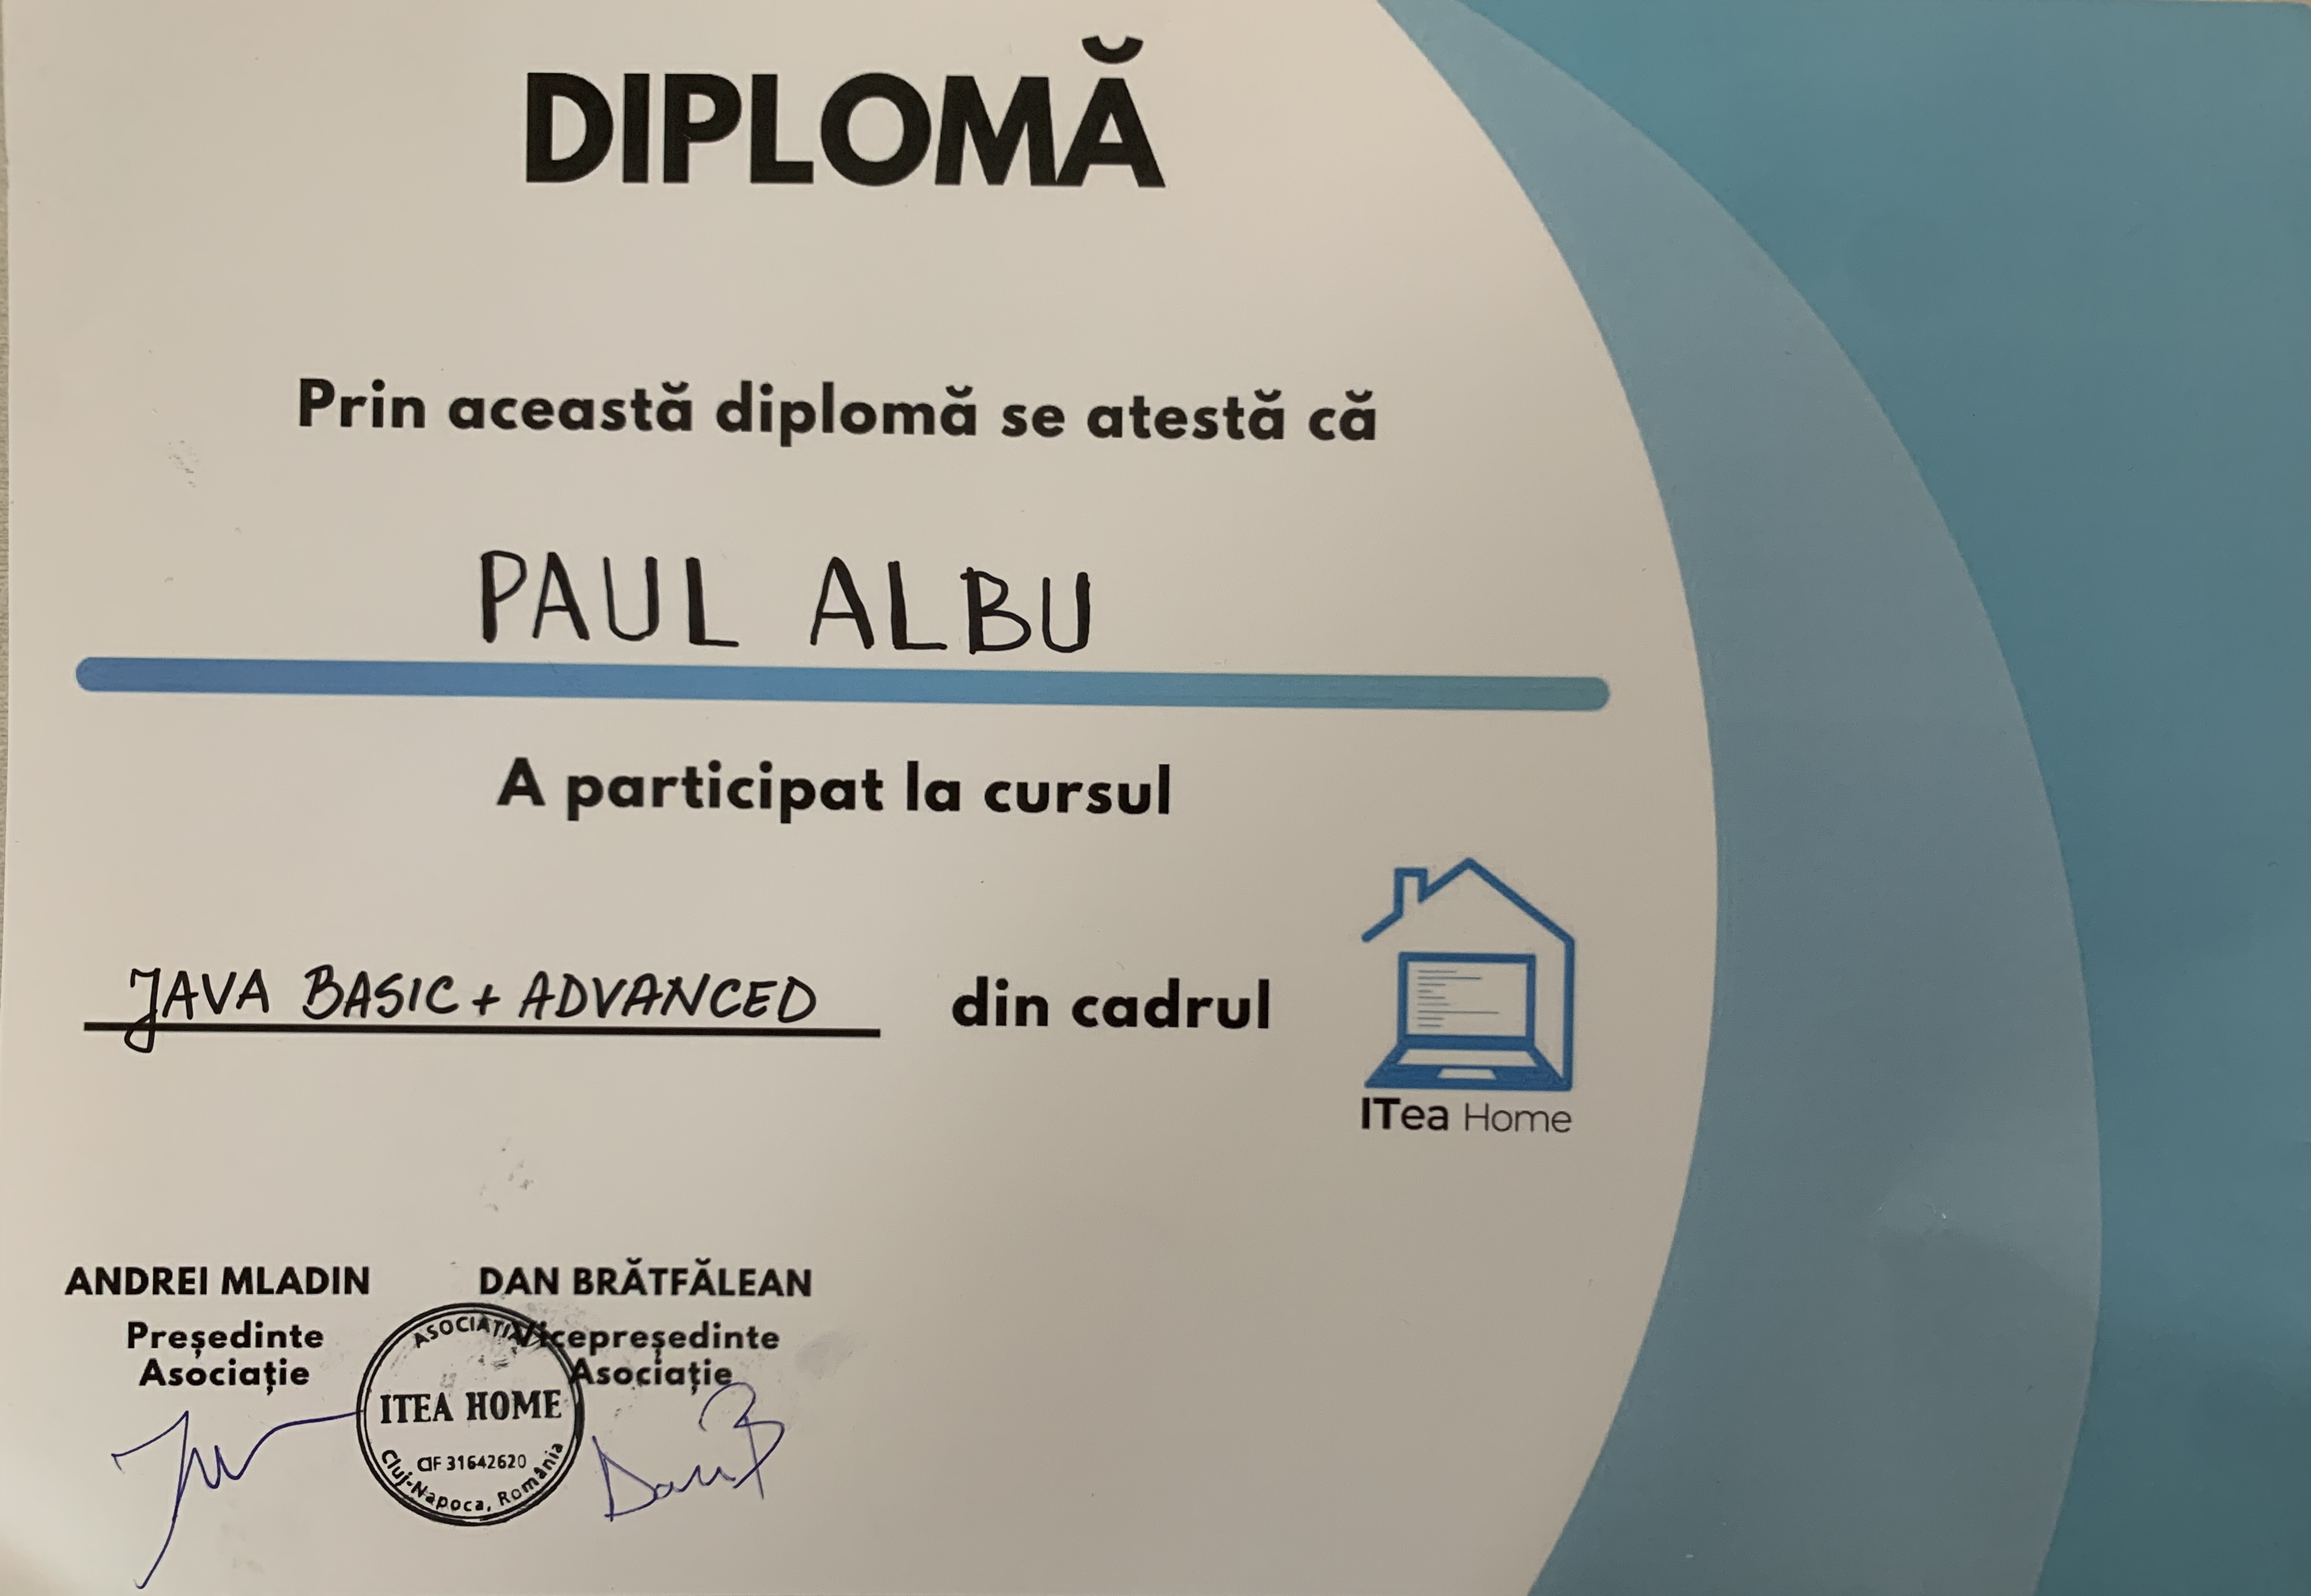 DIPLOMĂ
Prin această diplomă se atestă că
PAUL ALBU
A participat la cursul
JAVA BASIC + ADVANCED din cadrul
ITea Home
ANDREI MLADIN DAN BRĂTFĂLEAN
Președinte Vicepreședinte
Asociație Asociație
ASOCIAȚIA
ITEA HOME
CIF 31642620
Cluj-Napoca, România